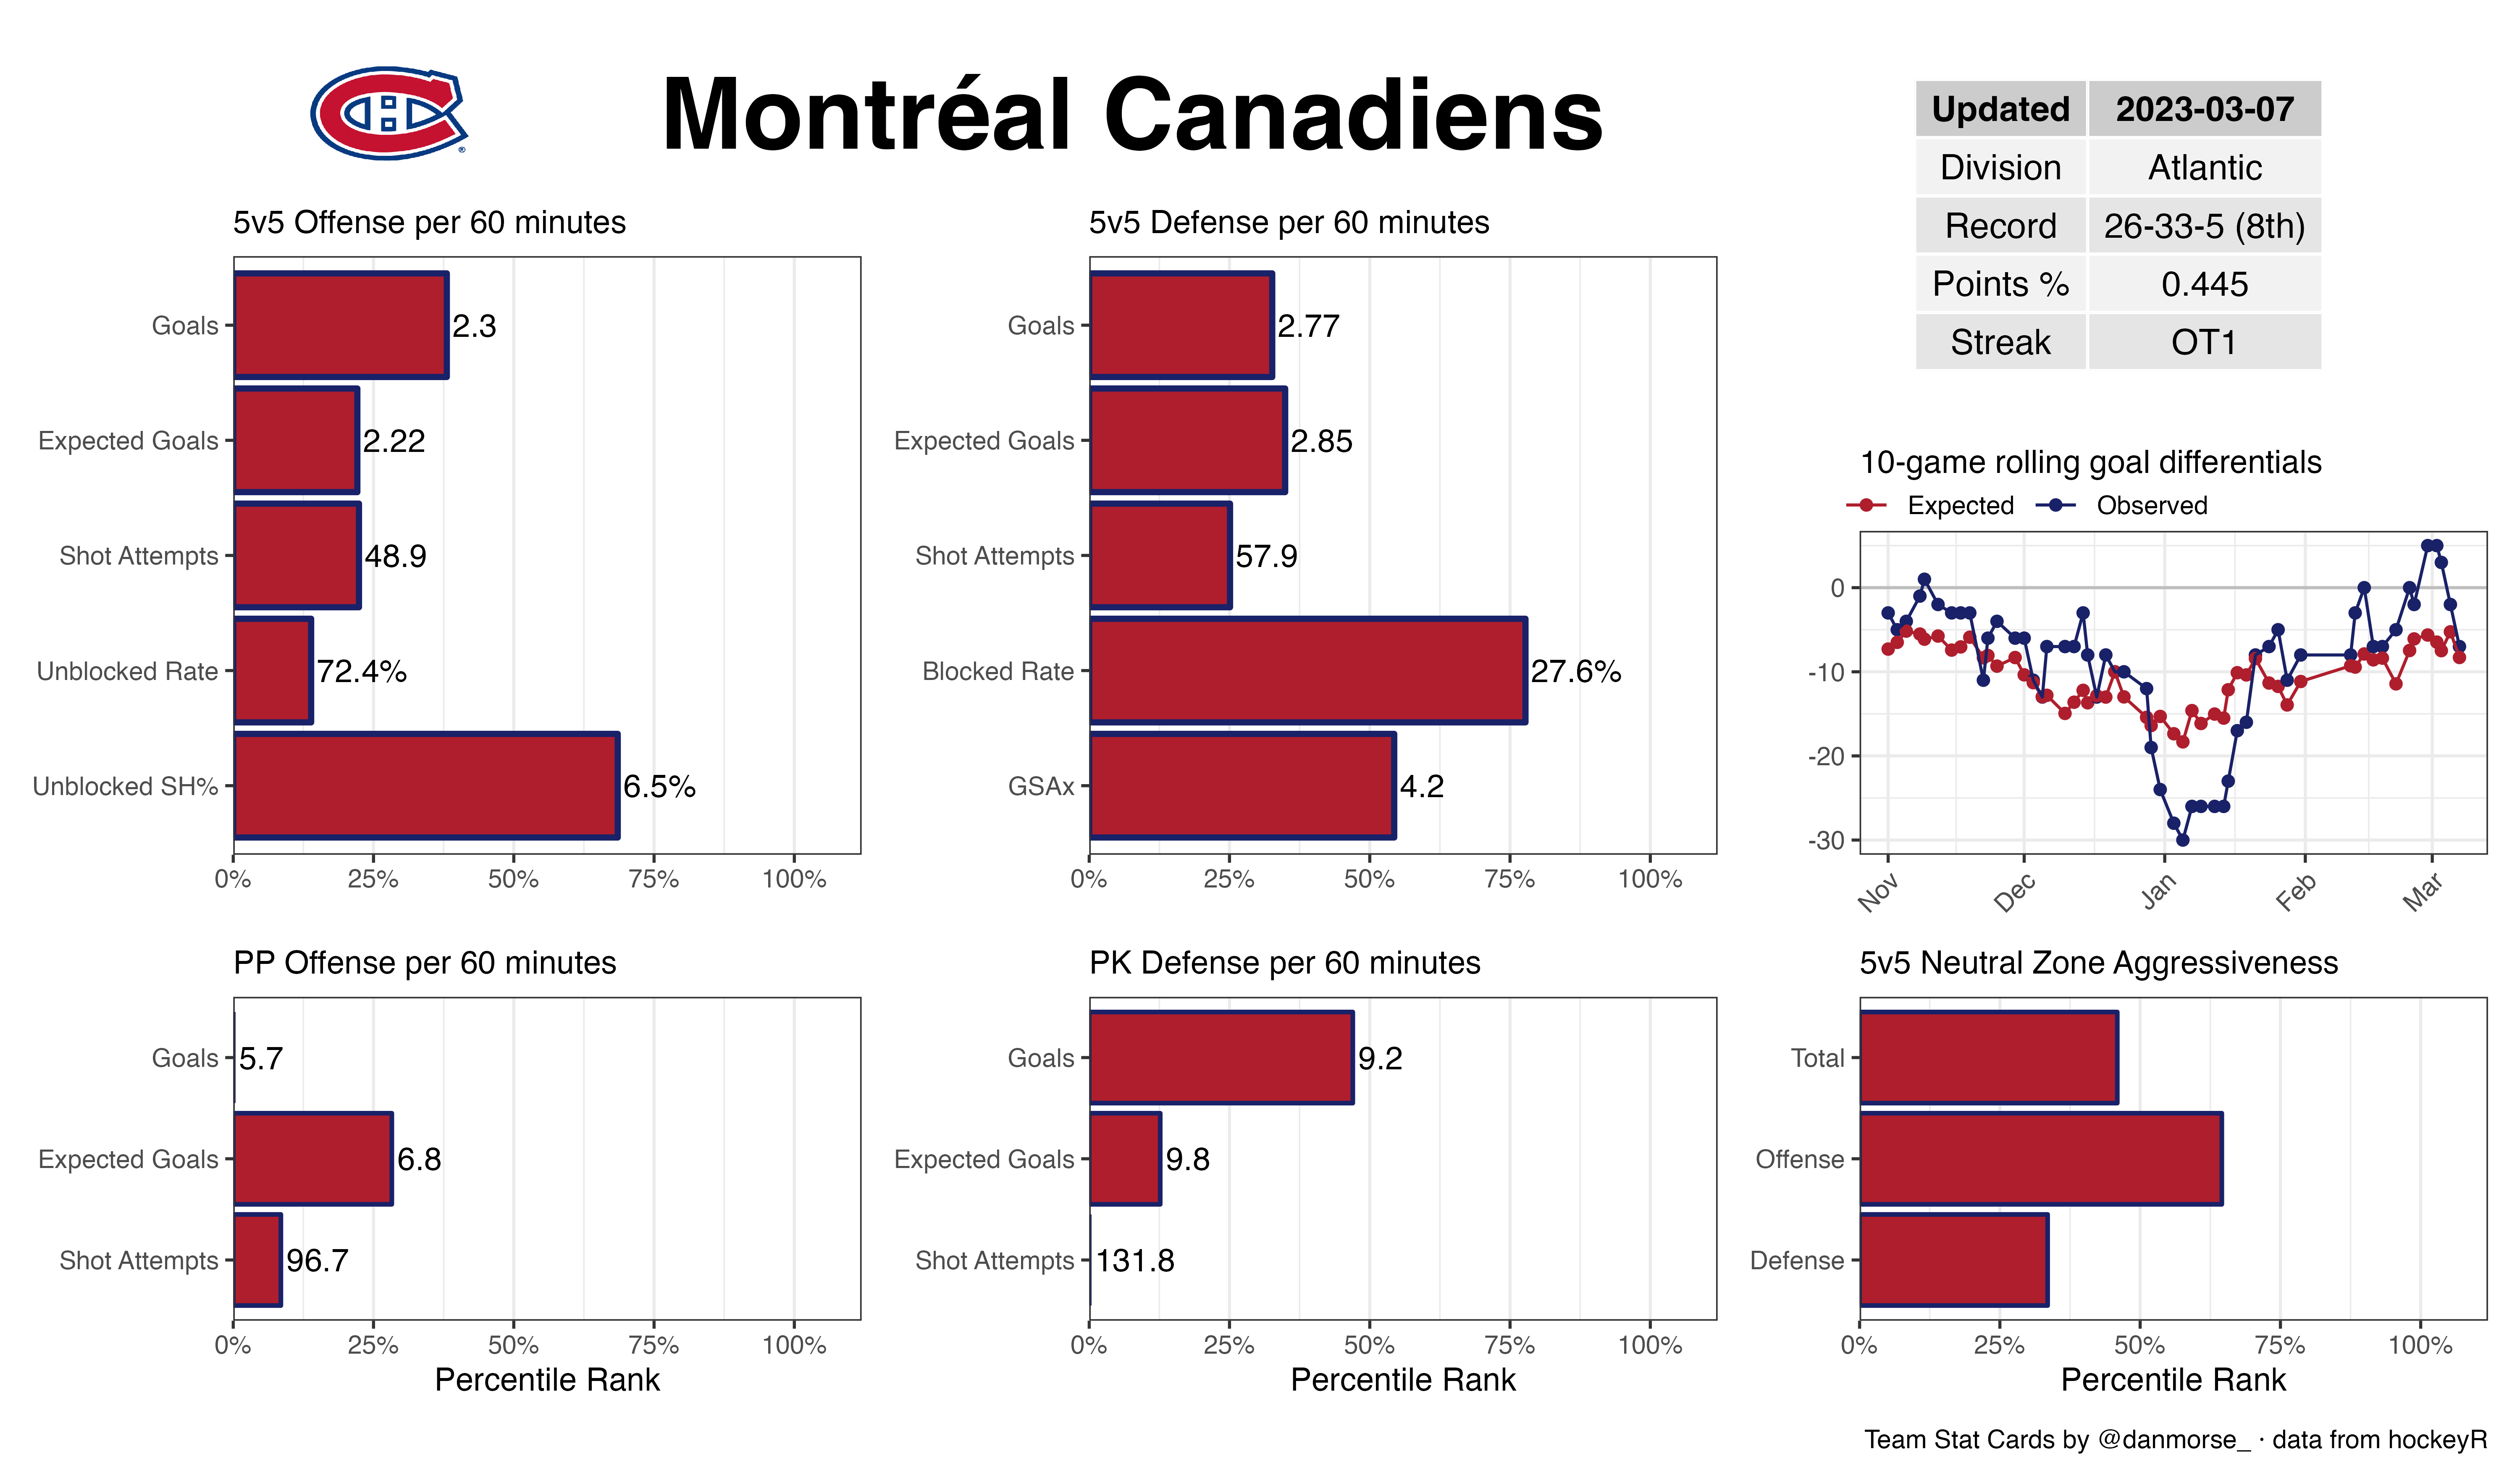 Montréal Canadiens
Updated 2023-03-07
Division Atlantic
Record 26-33-5 (8th)
Points % 0.445
Streak OT1
5v5 Offense per 60 minutes
Goals 2.3
Expected Goals 2.22
Shot Attempts 48.9
Unblocked Rate 72.4%
Unblocked SH% 6.5%
0% 25% 50% 75% 100%
5v5 Defense per 60 minutes
Goals 2.77
Expected Goals 2.85
Shot Attempts 57.9
Blocked Rate 27.6%
GSAx 4.2
0% 25% 50% 75% 100%
10-game rolling goal differentials
Expected Observed
0
-10
-20
-30
Nov Dec Jan Feb Mar
PP Offense per 60 minutes
Goals 5.7
Expected Goals 6.8
Shot Attempts 96.7
0% 25% 50% 75% 100%
Percentile Rank
PK Defense per 60 minutes
Goals 9.2
Expected Goals 9.8
Shot Attempts 131.8
0% 25% 50% 75% 100%
Percentile Rank
5v5 Neutral Zone Aggressiveness
Total
Offense
Defense
0% 25% 50% 75% 100%
Percentile Rank
Team Stat Cards by @danmorse_ · data from hockeyR